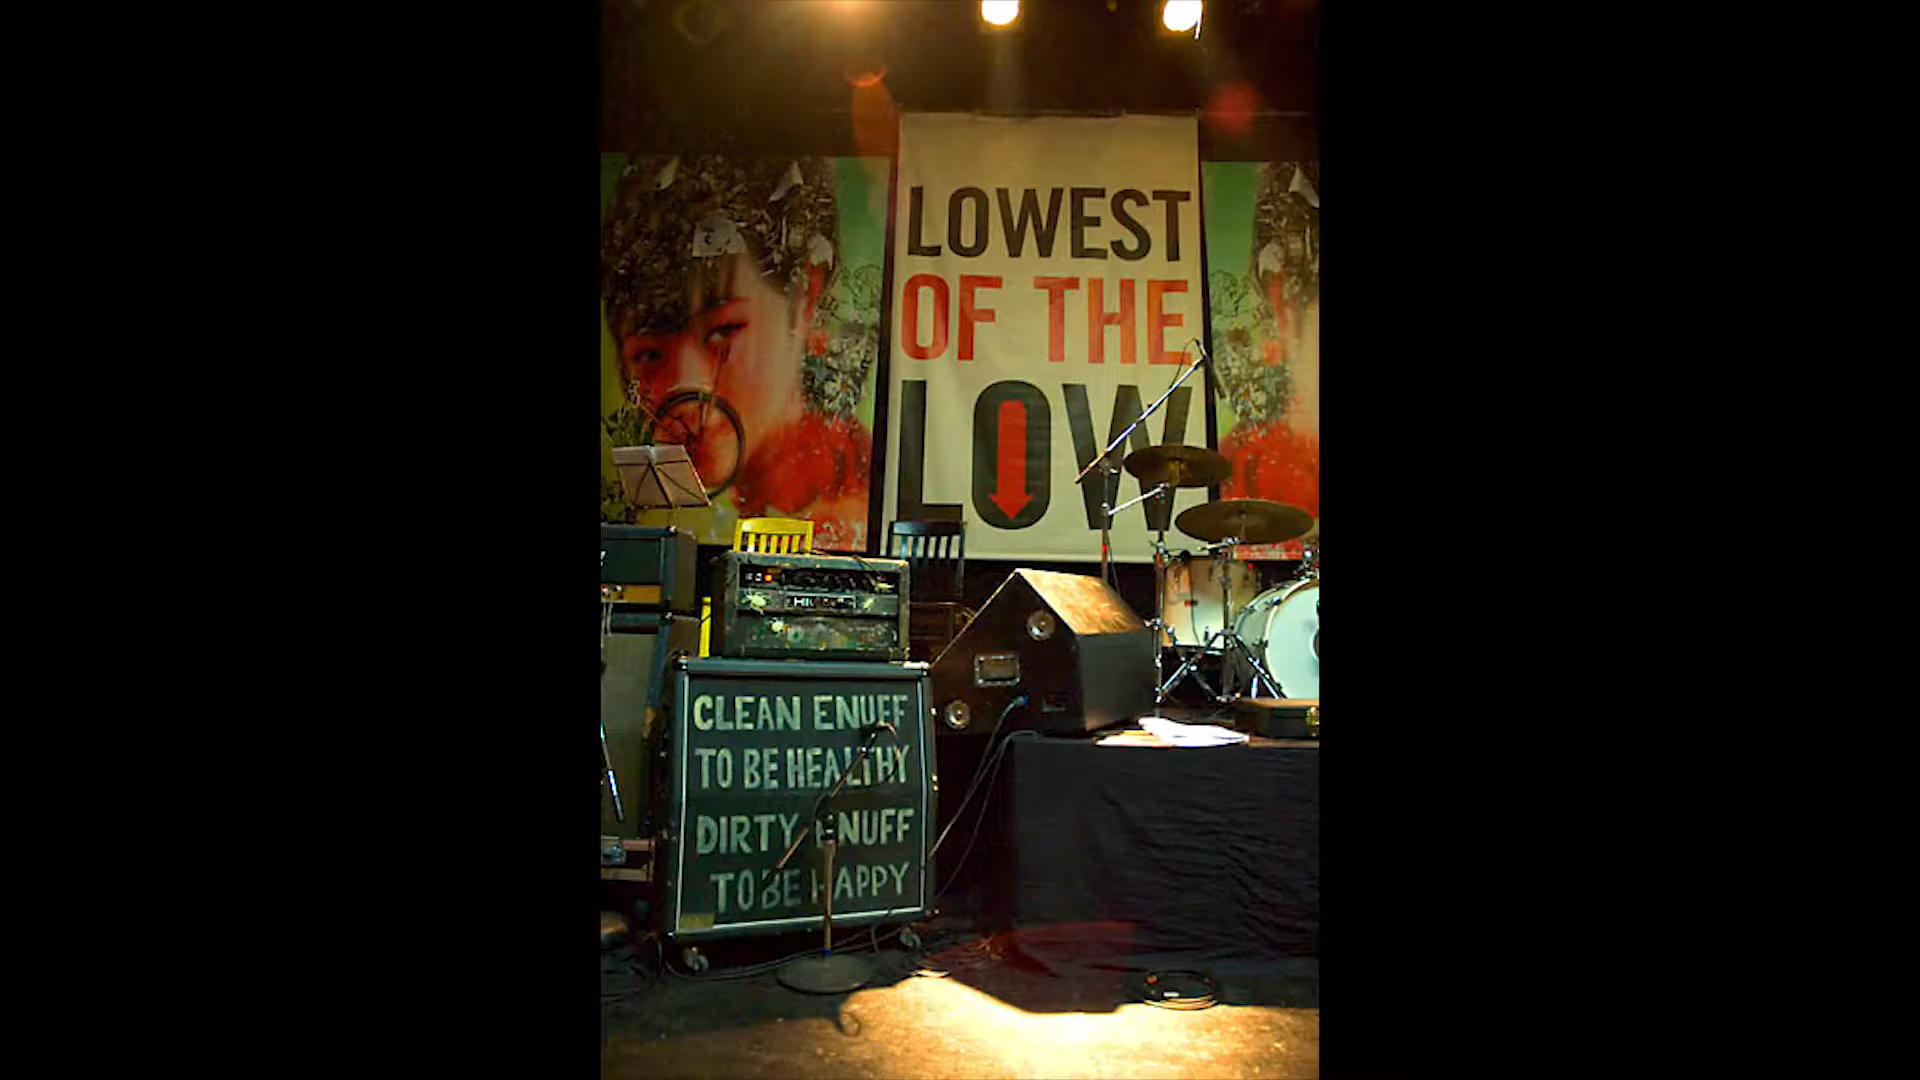 LOWEST
OF THE
LOW
CLEAN ENUFF
TO BE HEALTHY
DIRTY ENUFF
TO BE HAPPY